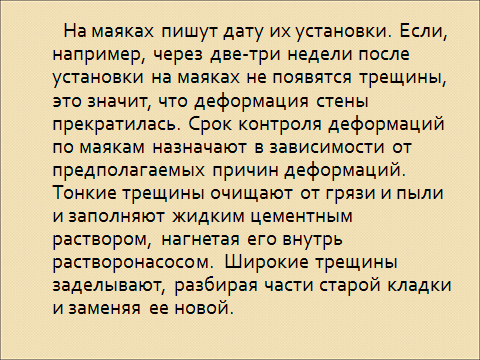 На маяках пишут дату их установки. Если,
например, через две-три недели после
установки на маяках не появятся трещины,
это значит, что деформация стены
прекратилась. Срок контроля деформаций
по маякам назначают в зависимости от
предполагаемых причин деформаций.
Тонкие трещины очищают от грязи и пыли
и заполняют жидким цементным
раствором, нагнетая его внутрь
растворонасосом. Широкие трещины
заделывают, разбирая части старой кладки
и заменяя ее новой.